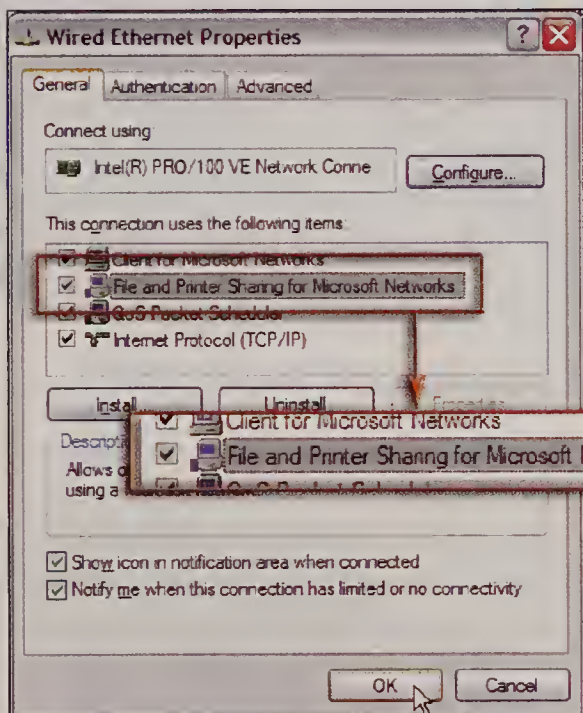 Wired Ethernet Properties
General Authentication Advanced
Connect using:
Intel(R) PRO/100 VE Network Conne Configure...
This connection uses the following items:
Client for Microsoft Networks
File and Printer Sharing for Microsoft Networks
QoS Packet Scheduler
Internet Protocol (TCP/IP)
Install... Uninstall Properties
Client for Microsoft Networks
File and Printer Sharing for Microsoft
Allows
using a
Show icon in notification area when connected
Notify me when this connection has limited or no connectivity
OK Cancel